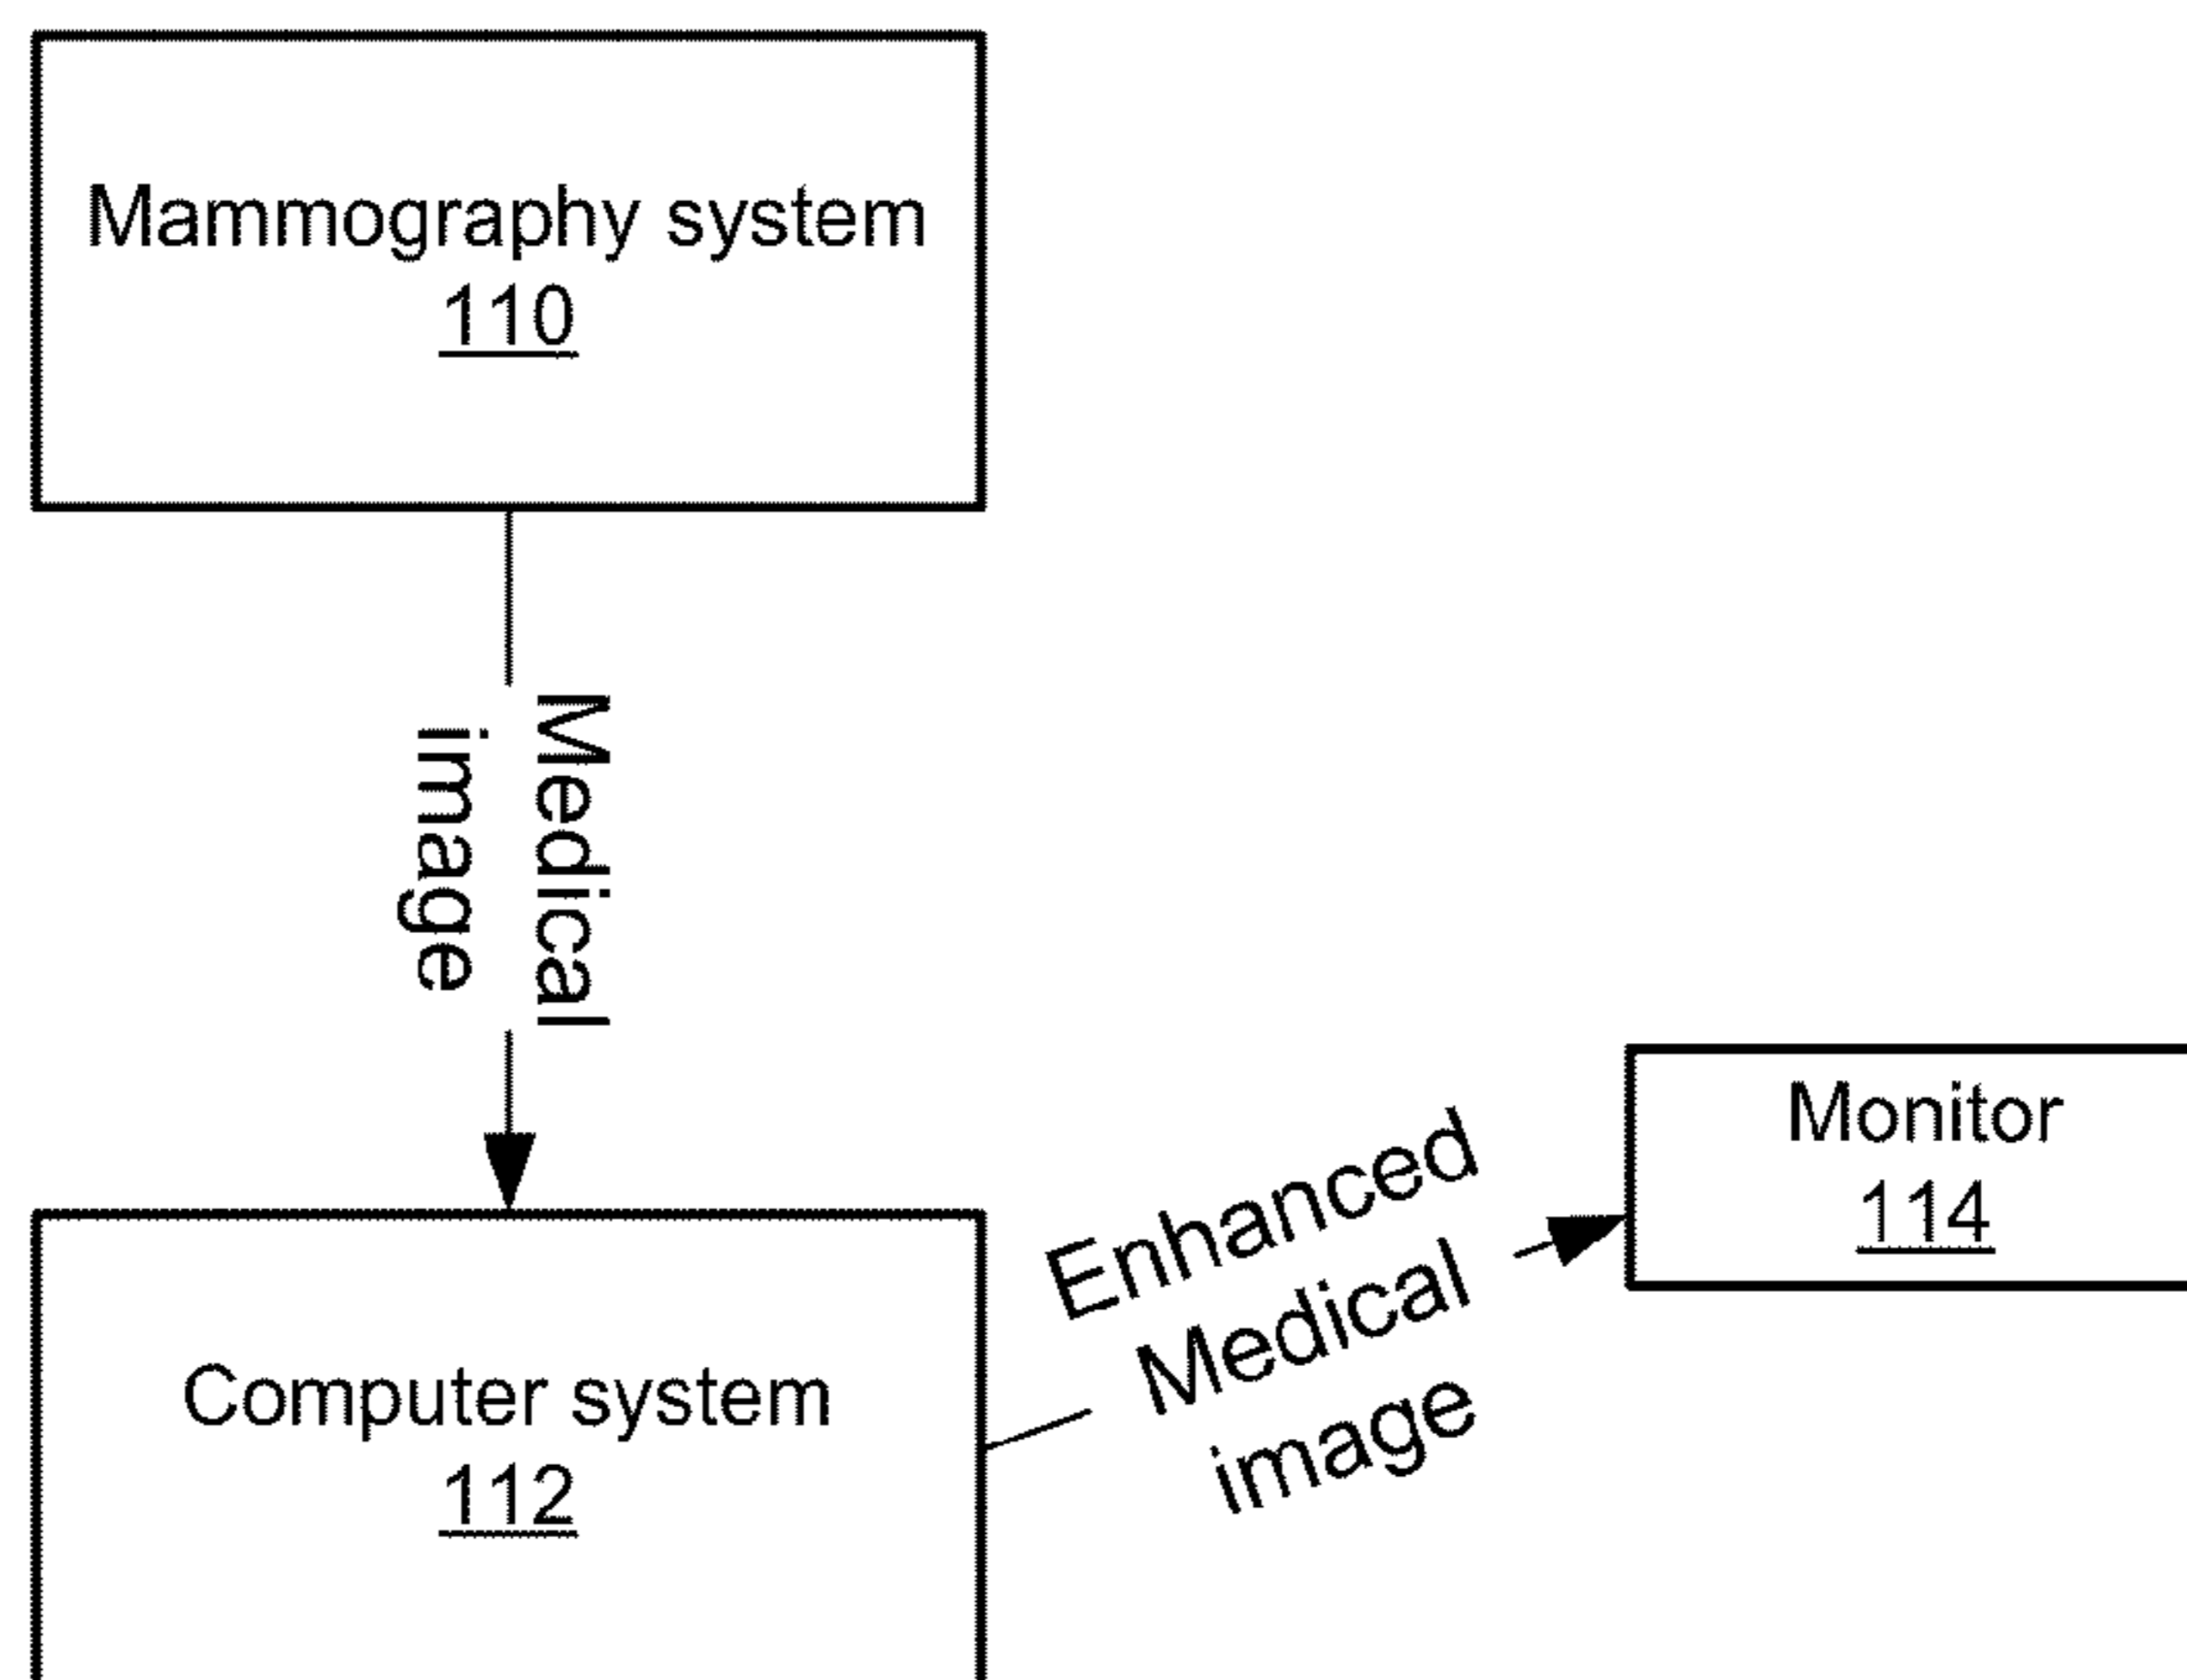 Mammography system
110
Medical
image
Computer system
112
Enhanced
Medical
image
Monitor
114